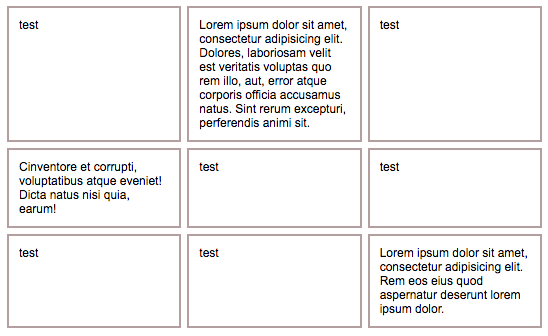 test
Lorem ipsum dolor sit amet,
consectetur adipisicing elit.
Dolores, laboriosam velit
est veritatis voluptas quo
rem illo, aut, error atque
corporis officia accusamus
natus. Sint rerum excepturi,
perferendis animi sit.
test
Cinventore et corrupti,
voluptatibus atque eveniet!
Dicta natus nisi quia,
earum!
test
test
test
test
Lorem ipsum dolor sit amet,
consectetur adipisicing elit.
Rem eos eius quod
aspernatur deserunt lorem
ipsum dolor.